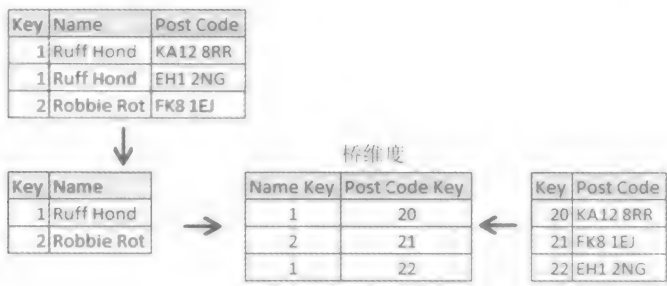 Key Name Post Code
1 Ruff Hond KA12 8RR
1 Ruff Hond EH1 2NG
2 Robbie Rot FK8 1EJ
桥维度
Key Name
1 Ruff Hond
2 Robbie Rot
Name Key Post Code Key
1 20
2 21
1 22
Key Post Code
20 KA12 8RR
21 FK8 1EJ
22 EH1 2NG